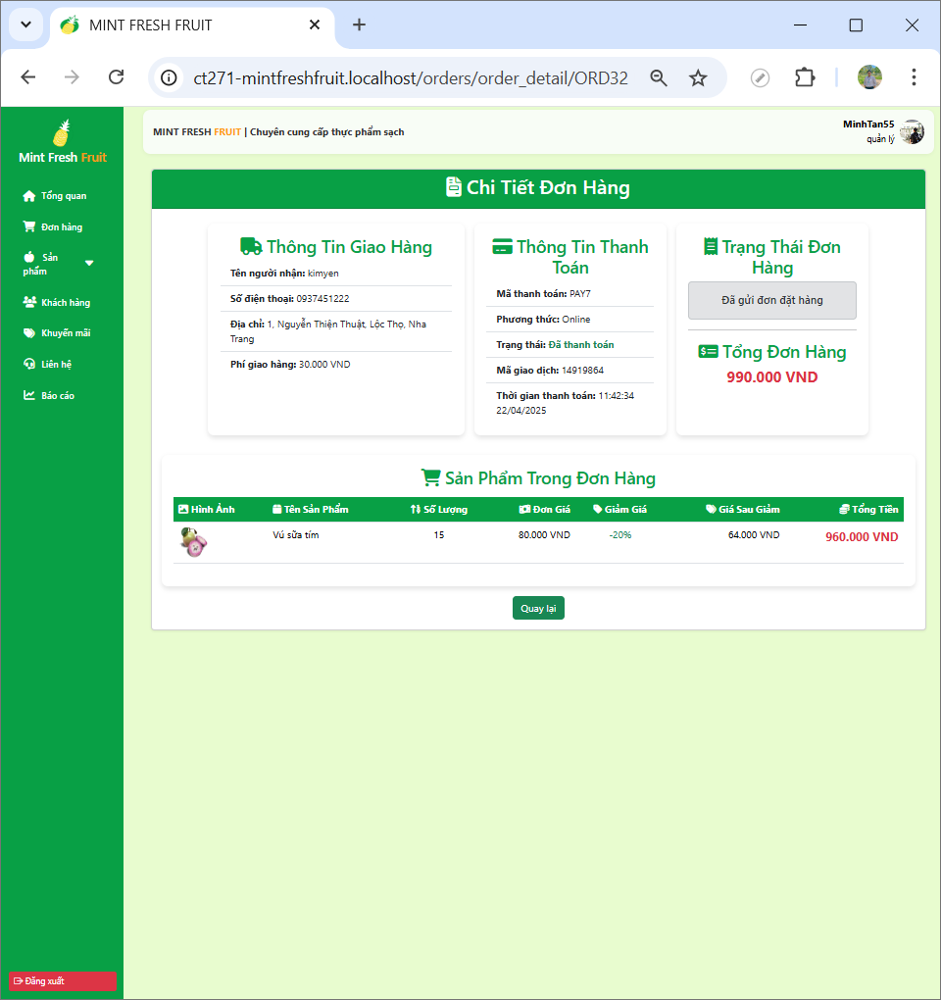 MINT FRESH FRUIT
ct271-mintfreshfruit.localhost/orders/order_detail/ORD32
Mint Fresh Fruit
Tổng quan
Đơn hàng
Sản
phẩm
Khách hàng
Khuyến mãi
Liên hệ
Báo cáo
Đăng xuất
MINT FRESH FRUIT | Chuyên cung cấp thực phẩm sạch
MinhTan55
quản lý
Chi Tiết Đơn Hàng
Thông Tin Giao Hàng
Tên người nhận: kimyen
Số điện thoại: 0937451222
Địa chỉ: 1, Nguyễn Thiện Thuật, Lộc Thọ, Nha
Trang
Phí giao hàng: 30.000 VND
Thông Tin Thanh
Toán
Mã thanh toán: PAY7
Phương thức: Online
Trạng thái: Đã thanh toán
Mã giao dịch: 14919864
Thời gian thanh toán: 11:42:34
22/04/2025
Trạng Thái Đơn
Hàng
Đã gửi đơn đặt hàng
Tổng Đơn Hàng
990.000 VND
Sản Phẩm Trong Đơn Hàng
Hình Ảnh Tên Sản Phẩm Số Lượng Đơn Giá Giảm Giá Giá Sau Giảm Tổng Tiền
Vú sữa tím 15 80.000 VND -20% 64.000 VND 960.000 VND
Quay lại